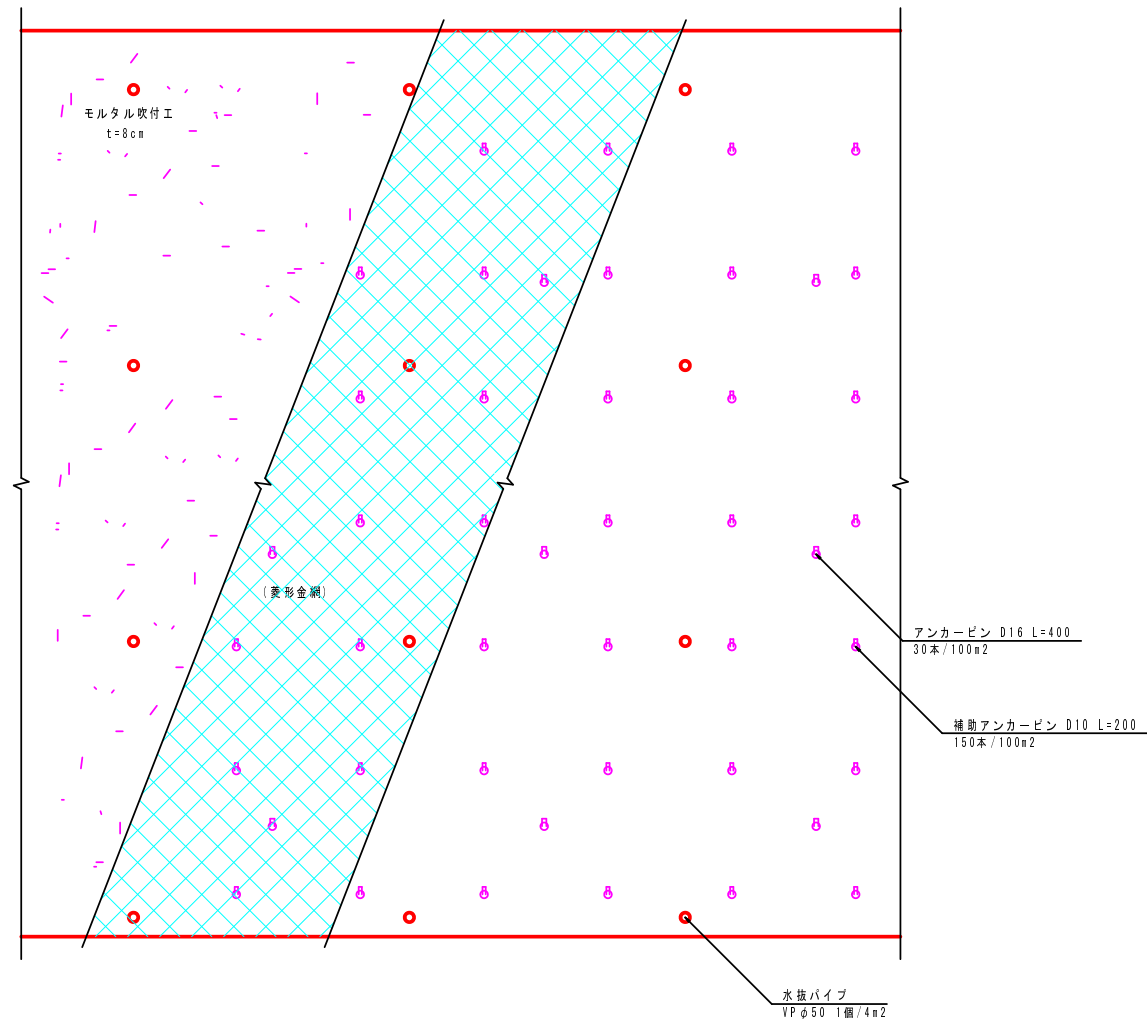 モルタル吹付工
t=8cm
(菱形金網)
アンカーピン D16 L=400
30本/100m2
補助アンカーピン D10 L=200
150本/100m2
水抜パイプ
VPφ50 1個/4m2